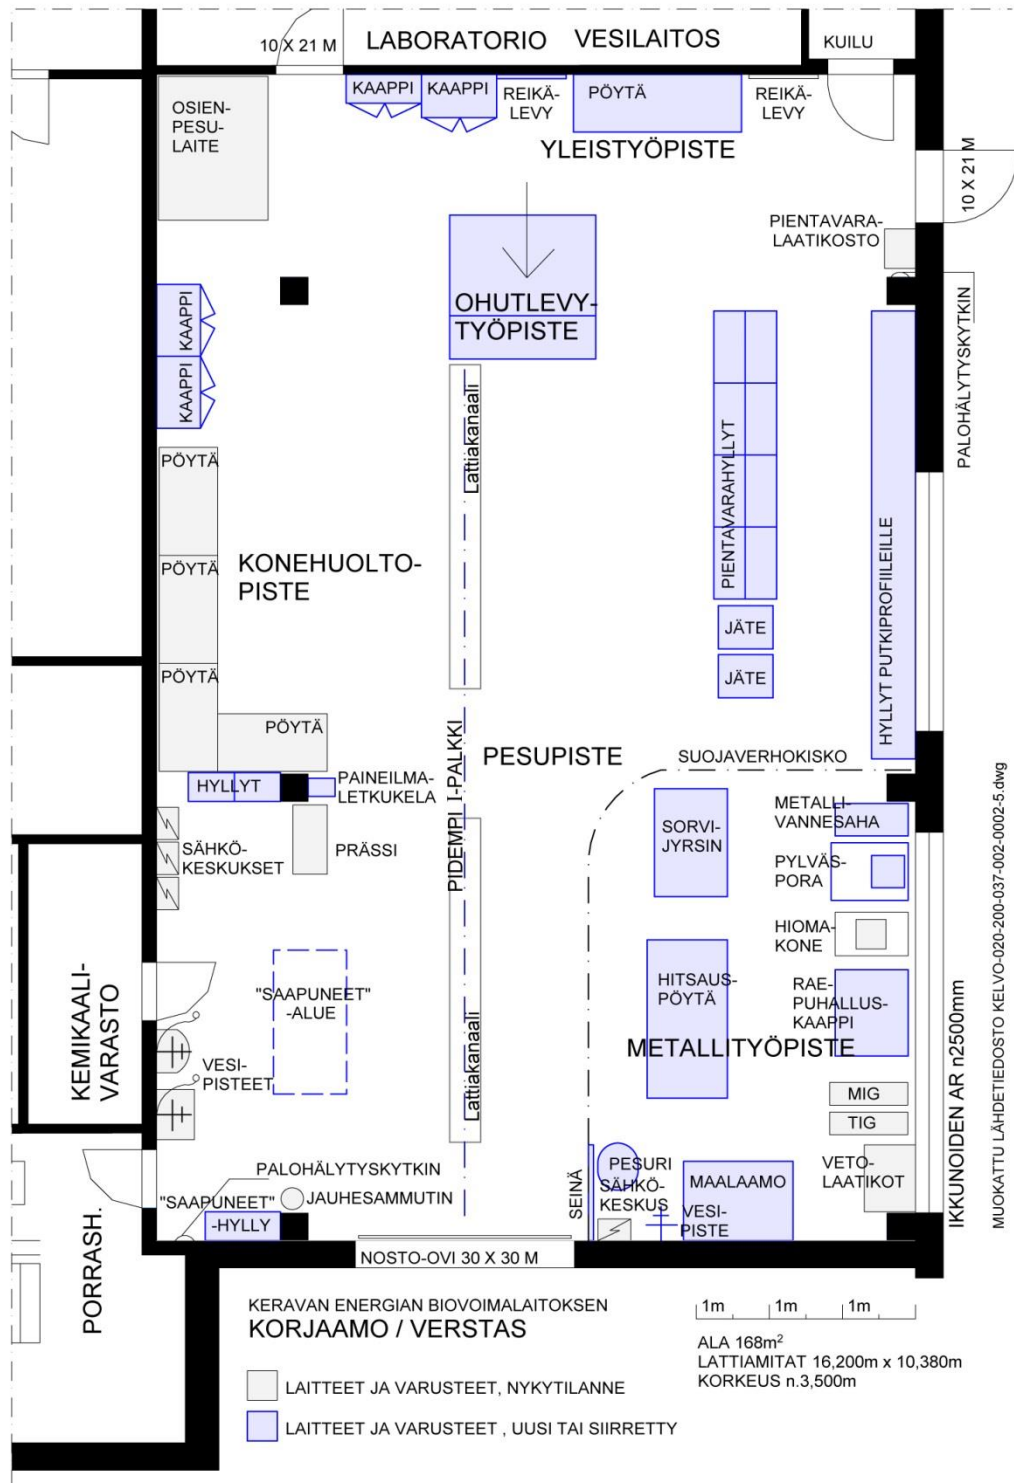 10 X 21 M
LABORATORIO
VESILAITOS
KUILU
KAAPPI
KAAPPI
REIKÄ-
LEVY
PÖYTÄ
REIKÄ-
LEVY
OSIEN-
PESU-
LAITE
YLEISTYÖPISTE
10 X 21 M
PIENTAVARA-
LAATIKOSTO
PALOHÄLYTYSKYTKIN
KAAPPI
KAAPPI
OHUTLEVY-
TYÖPISTE
Lattiakanaali
PIENTAVARAHYLLYT
HYLLYT PUTKIPROFIILEILLE
PÖYTÄ
PÖYTÄ
PÖYTÄ
PÖYTÄ
KONEHUOLTO-
PISTE
JÄTE
JÄTE
PIDEMPI I-PALKKI
PESUPISTE
SUOJAVERHOKISKO
HYLLYT
PAINEILMA-
LETKUKELA
SÄHKÖ-
KESKUKSET
PRÄSSI
SORVI-
JYRSIN
METALLI-
VANNESAHA
PYLVÄS-
PORA
HIOMA-
KONE
KEMIKAALI-
VARASTO
"SAAPUNEET"
-ALUE
HITSAUS-
PÖYTÄ
RAE-
PUHALLUS-
KAAPPI
METALLITYÖPISTE
VESI-
PISTEET
Lattiakanaali
MIG
TIG
IKKUNOIDEN AR n2500mm
MUOKATTU LÄHDETIEDOSTO KELVO-020-200-037-002-0002-5.dwg
PORRASH.
PALOHÄLYTYSKYTKIN
"SAAPUNEET"
-HYLLY
JAUHESAMMUTIN
SEINÄ
PESURI
SÄHKÖ-
KESKUS
VESI-
PISTE
MAALAAMO
VETO-
LAATIKOT
NOSTO-OVI 30 X 30 M
KERAVAN ENERGIAN BIOVOIMALAITOKSEN
KORJAAMO / VERSTAS
LAITTEET JA VARUSTEET, NYKYTILANNE
LAITTEET JA VARUSTEET , UUSI TAI SIIRRETTY
1m 1m 1m
ALA 168m²
LATTIAMITAT 16,200m x 10,380m
KORKEUS n.3,500m